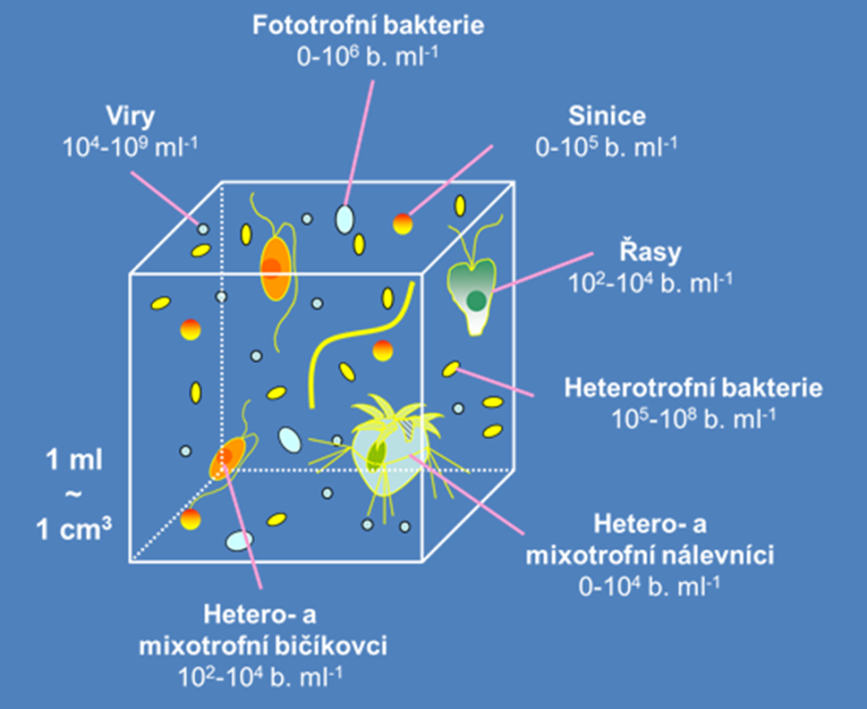 Fototrofní bakterie
0-10⁶ b. ml⁻¹
Viry
10⁴-10⁹ ml⁻¹
Sinice
0-10⁵ b. ml⁻¹
Řasy
10²-10⁴ b. ml⁻¹
Heterotrofní bakterie
10⁵-10⁸ b. ml⁻¹
1 ml
~
1 cm³
Hetero- a
mixotrofní nálevníci
0-10⁴ b. ml⁻¹
Hetero- a
mixotrofní bičíkovci
10²-10⁴ b. ml⁻¹